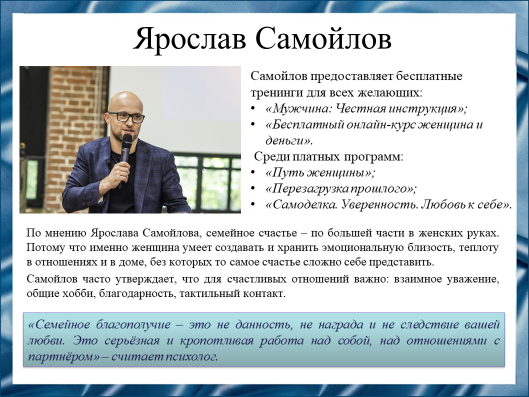 Ярослав Самойлов
Самойлов предоставляет бесплатные
тренинги для всех желающих:
• «Мужчина: Честная инструкция»;
• «Бесплатный онлайн-курс женщина и
деньги».
Среди платных программ:
• «Путь женщины»;
• «Перезагрузка прошлого»;
• «Самоделка. Уверенность. Любовь к себе».
По мнению Ярослава Самойлова, семейное счастье – по большей части в женских руках.
Потому что именно женщина умеет создавать и хранить эмоциональную близость, теплоту
в отношениях и в доме, без которых то самое счастье сложно себе представить.
Самойлов часто утверждает, что для счастливых отношений важно: взаимное уважение,
общие хобби, благодарность, тактильный контакт.
«Семейное благополучие – это не данность, не награда и не следствие вашей
любви. Это серьёзная и кропотливая работа над собой, над отношениями с
партнёром» – считает психолог.